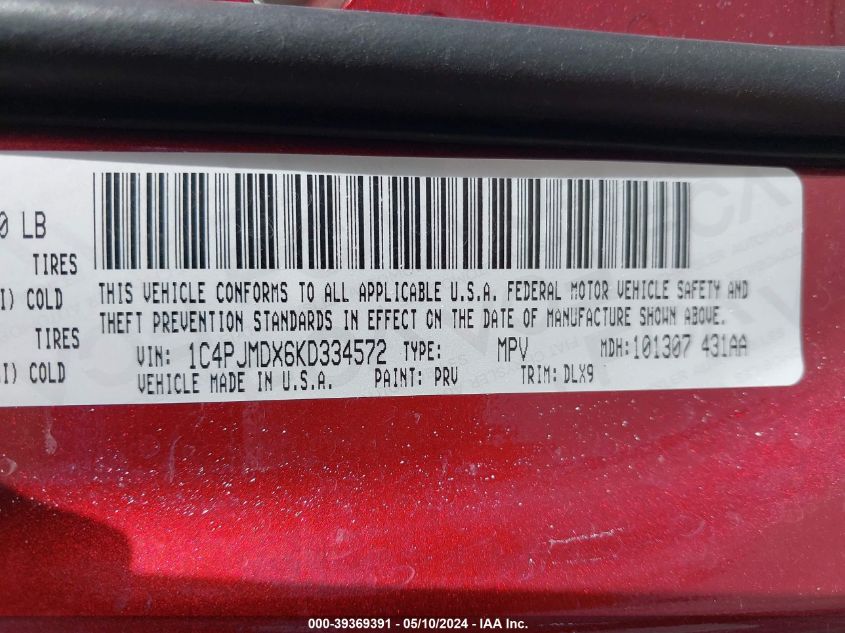 0 LB
TIRES
I) COLD
TIRES
I) COLD
THIS VEHICLE CONFORMS TO ALL APPLICABLE U.S.A. FEDERAL MOTOR VEHICLE SAFETY AND
THEFT PREVENTION STANDARDS IN EFFECT ON THE DATE OF MANUFACTURE SHOWN ABOVE.
VIN: 1C4PJMDX6KD334572 TYPE: MPV MDH:101307 431AA
VEHICLE MADE IN U.S.A. PAINT: PRV TRIM: DLX9
000-39369391 - 05/10/2024 - IAA Inc.